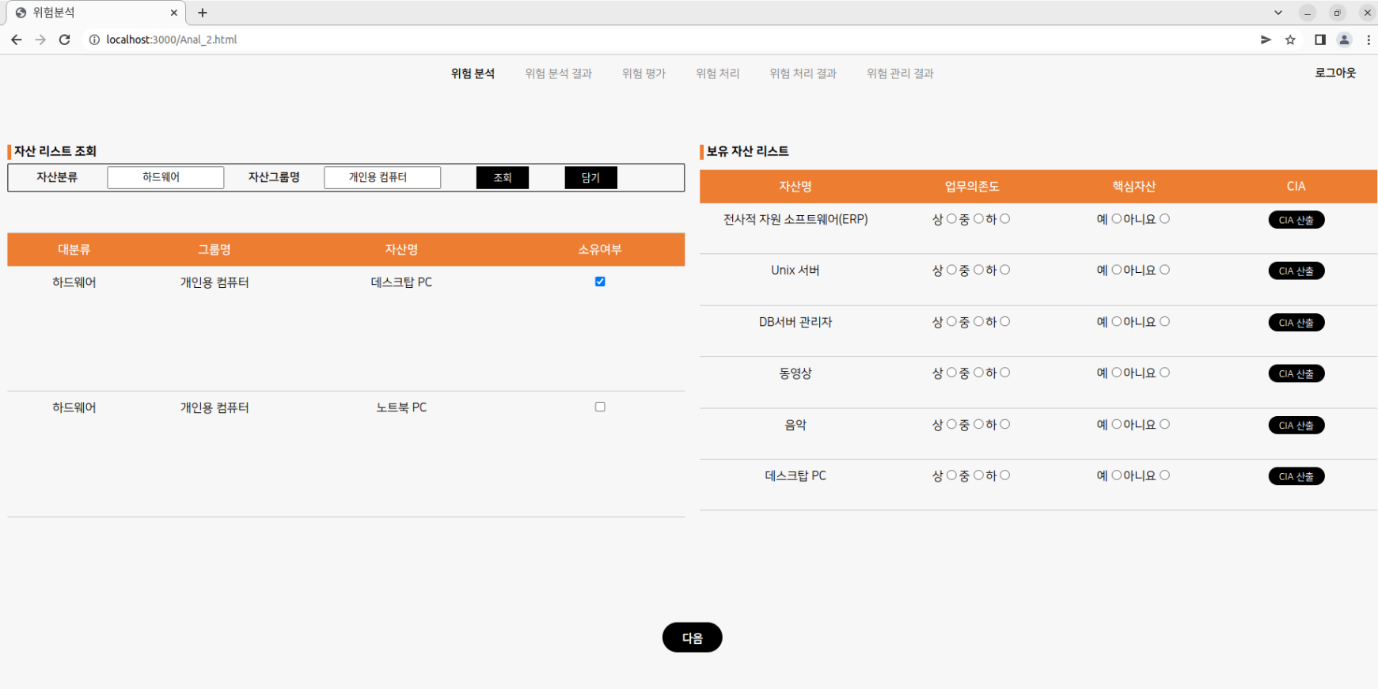 위험분석
localhost:3000/Anal_2.html
위험 분석 위험 분석 결과 위험 평가 위험 처리 위험 처리 결과 위험 관리 결과 로그아웃
자산 리스트 조회
자산분류 하드웨어 자산그룹명 개인용 컴퓨터 조회 담기
대분류 그룹명 자산명 소유여부
하드웨어 개인용 컴퓨터 데스크탑 PC
하드웨어 개인용 컴퓨터 노트북 PC
보유 자산 리스트
자산명 업무의존도 핵심자산 CIA
전사적 자원 소프트웨어(ERP) 상 중 하 예 아니요 CIA 산출
Unix 서버 상 중 하 예 아니요 CIA 산출
DB서버 관리자 상 중 하 예 아니요 CIA 산출
동영상 상 중 하 예 아니요 CIA 산출
음악 상 중 하 예 아니요 CIA 산출
데스크탑 PC 상 중 하 예 아니요 CIA 산출
다음